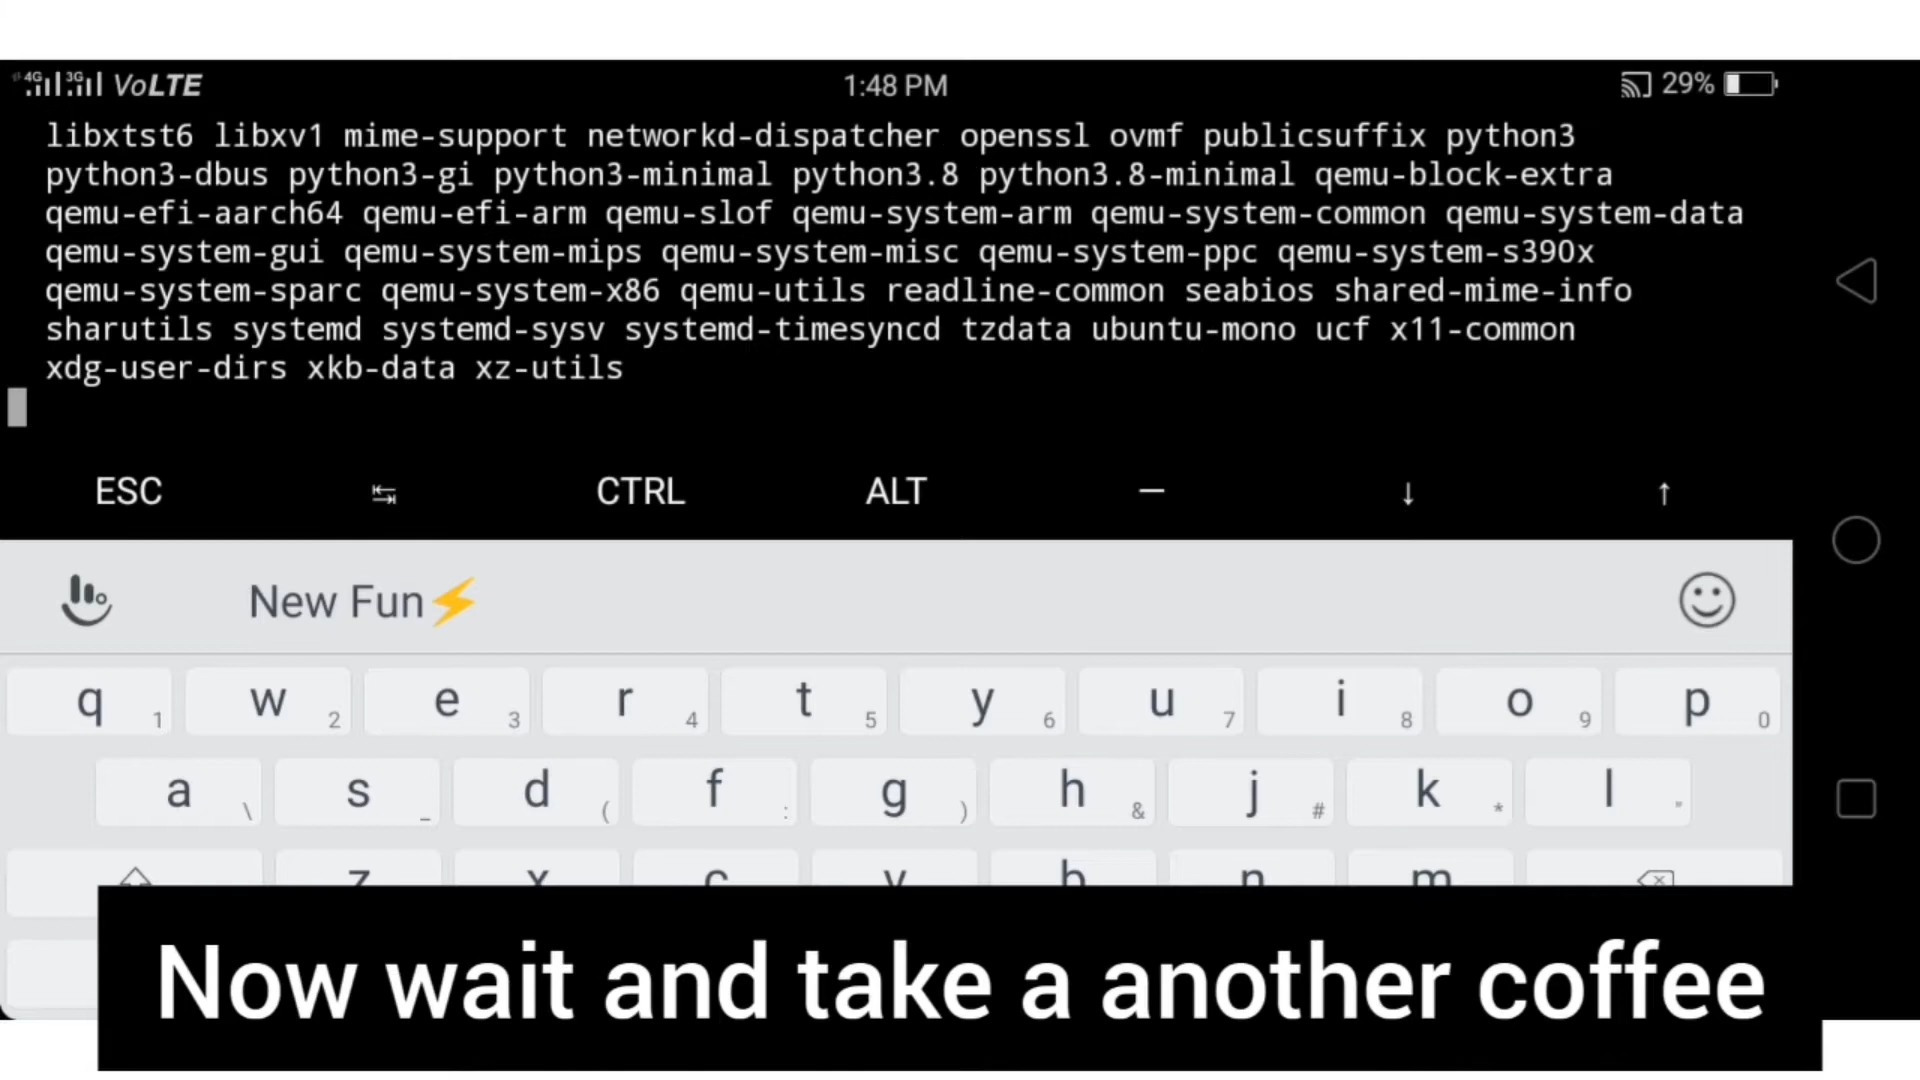 4G 3G VoLTE 1:48 PM 29%
libxtst6 libxv1 mime-support networkd-dispatcher openssl ovmf publicsuffix python3
python3-dbus python3-gi python3-minimal python3.8 python3.8-minimal qemu-block-extra
qemu-efi-aarch64 qemu-efi-arm qemu-slof qemu-system-arm qemu-system-common qemu-system-data
qemu-system-gui qemu-system-mips qemu-system-misc qemu-system-ppc qemu-system-s390x
qemu-system-sparc qemu-system-x86 qemu-utils readline-common seabios shared-mime-info
sharutils systemd systemd-sysv systemd-timesyncd tzdata ubuntu-mono ucf x11-common
xdg-user-dirs xkb-data xz-utils
ESC ↹ CTRL ALT — ↓ ↑
New Fun⚡
q 1 w 2 e 3 r 4 t 5 y 6 u 7 i 8 o 9 p 0
a \ s _ d ( f : g ) h & j # k * l "
z x c v b n m
Now wait and take a another coffee